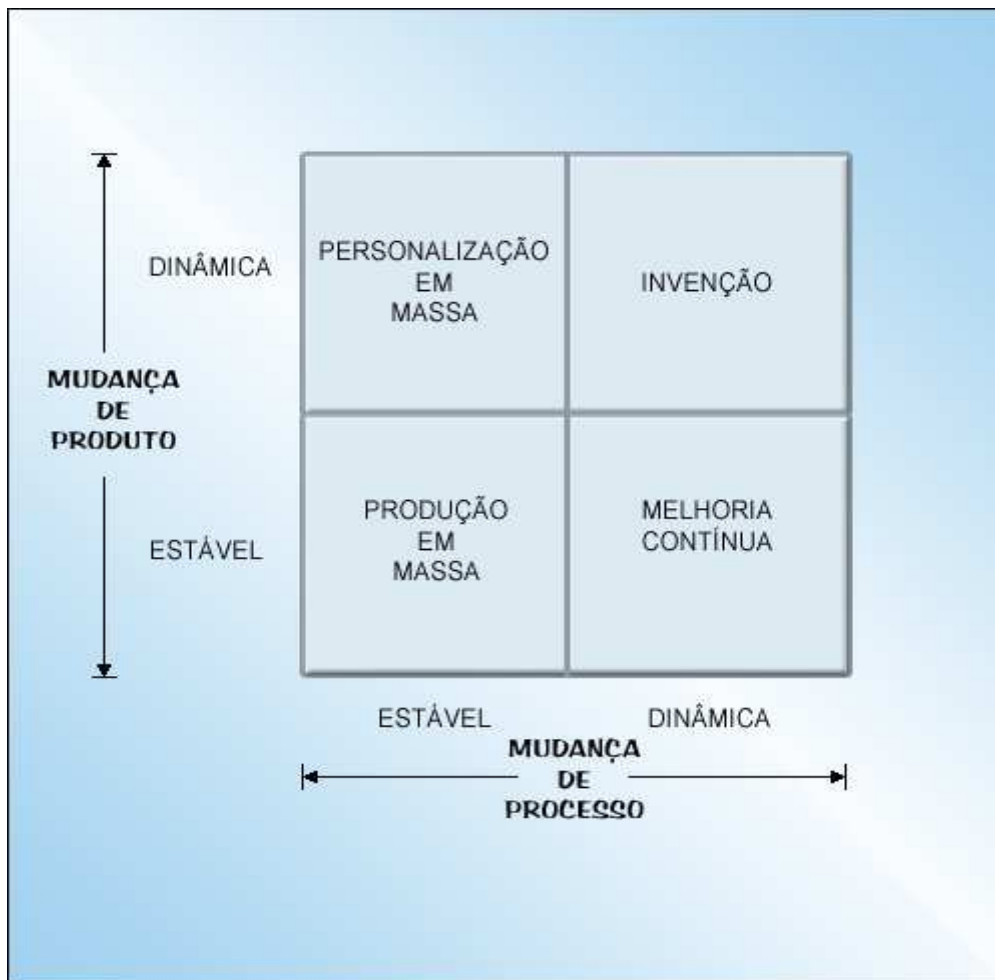 PERSONALIZAÇÃO
EM
MASSA
INVENÇÃO
DINÂMICA
MUDANÇA
DE
PRODUTO
PRODUÇÃO
EM
MASSA
MELHORIA
CONTÍNUA
ESTÁVEL
ESTÁVEL
DINÂMICA
MUDANÇA
DE
PROCESSO